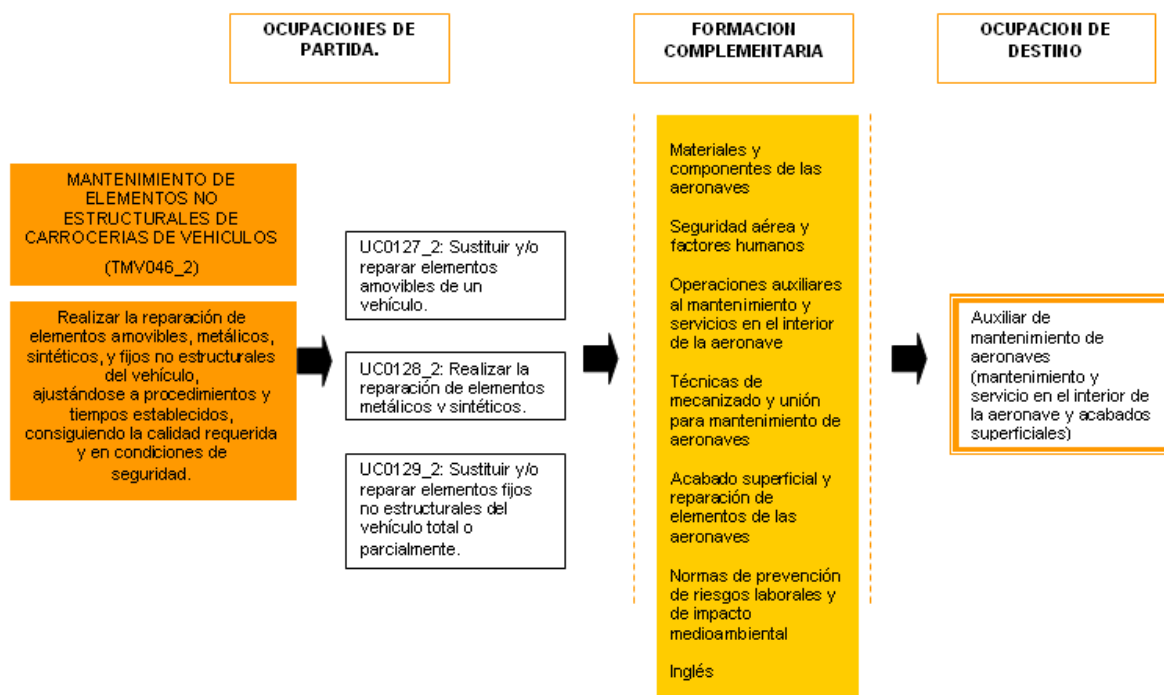 OCUPACIONES DE
PARTIDA.
FORMACION
COMPLEMENTARIA
OCUPACION DE
DESTINO
MANTENIMIENTO DE
ELEMENTOS NO
ESTRUCTURALES DE
CARROCERIAS DE VEHICULOS
(TMV046_2)
Realizar la reparación de
elementos amovibles, metálicos,
sintéticos, y fijos no estructurales
del vehículo,
ajustándose a procedimientos y
tiempos establecidos,
consiguiendo la calidad requerida
y en condiciones de
seguridad.
UC0127_2: Sustituir y/o
reparar elementos
amovibles de un
vehículo.
UC0128_2: Realizar la
reparación de elementos
metálicos y sintéticos.
UC0129_2: Sustituir y/o
reparar elementos fijos
no estructurales del
vehículo total o
parcialmente.
Materiales y
componentes de las
aeronaves
Seguridad aérea y
factores humanos
Operaciones auxiliares
al mantenimiento y
servicios en el interior
de la aeronave
Técnicas de
mecanizado y unión
para mantenimiento de
aeronaves
Acabado superficial y
reparación de
elementos de las
aeronaves
Normas de prevención
de riesgos laborales y
de impacto
medioambiental
Inglés
Auxiliar de
mantenimiento de
aeronaves
(mantenimiento y
servicio en el interior de
la aeronave y acabados
superficiales)